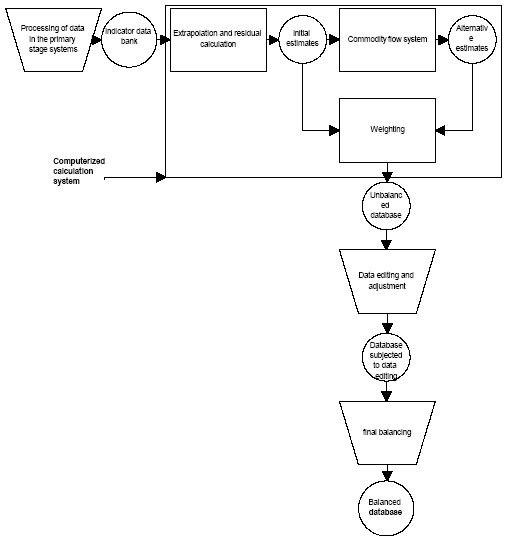 Processing of data
in the primary
stage systems
Indicator data
bank
Extrapolation and residual
calculation
Initial
estimates
Commodity flow system
Alternativ
e
estimates
Weighting
Computerized
calculation
system
Unbalanc
ed
database
Data editing and
adjustment
Database
subjected
to data
editing
final balancing
Balanced
database